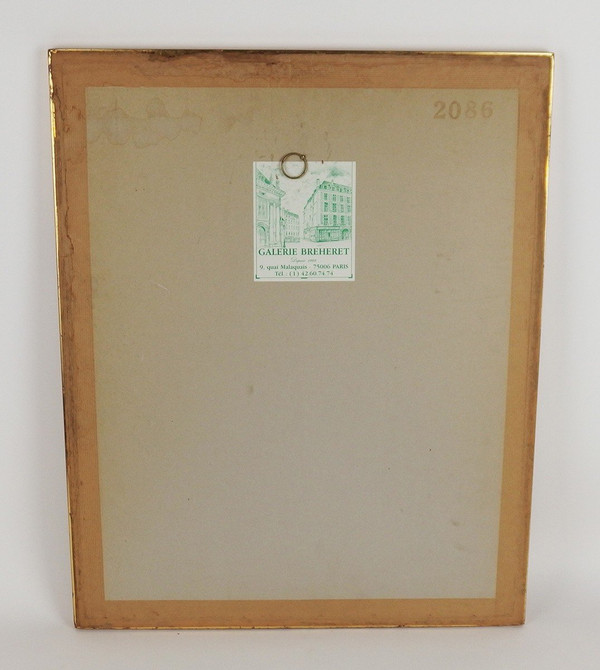 2086
GALERIE BREHERET
9, quai Malaquais - 75006 PARIS
Tél. : (1) 42.60.74.74